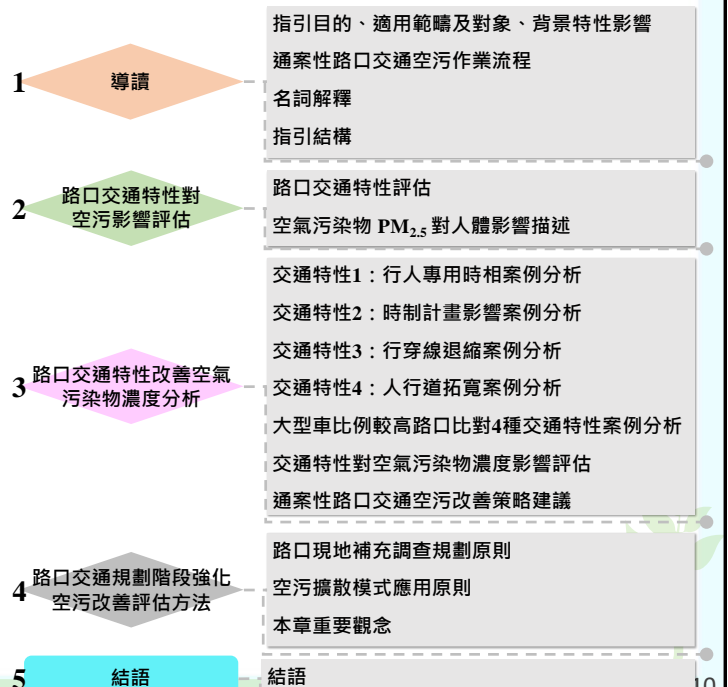 1
導讀
指引目的、適用範疇及對象、背景特性影響
通案性路口交通空污作業流程
名詞解釋
指引結構
2
路口交通特性對
空污影響評估
路口交通特性評估
空氣污染物 PM2.5 對人體影響描述
3
路口交通特性改善空氣
污染物濃度分析
交通特性1：行人專用時相案例分析
交通特性2：時制計畫影響案例分析
交通特性3：行穿線退縮案例分析
交通特性4：人行道拓寬案例分析
大型車比例較高路口比對4種交通特性案例分析
交通特性對空氣污染物濃度影響評估
通案性路口交通空污改善策略建議
4
路口交通規劃階段強化
空污改善評估方法
路口現地補充調查規劃原則
空污擴散模式應用原則
本章重要觀念
5
結語
結語
10